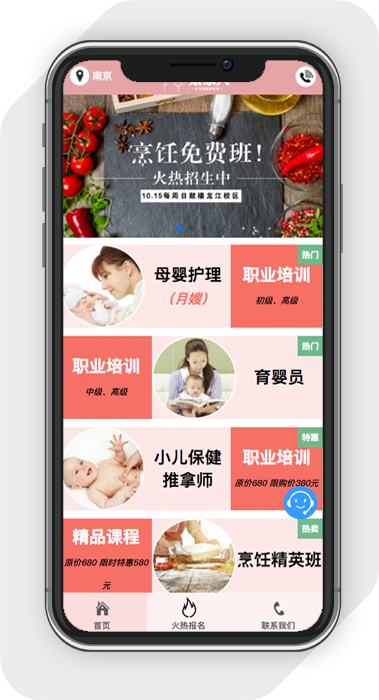 南京
烹饪免费班！
火热招生中
10.15每周日鼓楼龙江校区
热门
母婴护理
（月嫂）
职业培训
初级、高级
热门
职业培训
中级、高级
育婴员
特惠
小儿保健
推拿师
职业培训
原价680 限购价380元
热卖
精品课程
原价680 限时特惠580
元
烹饪精英班
首页
火热报名
联系我们